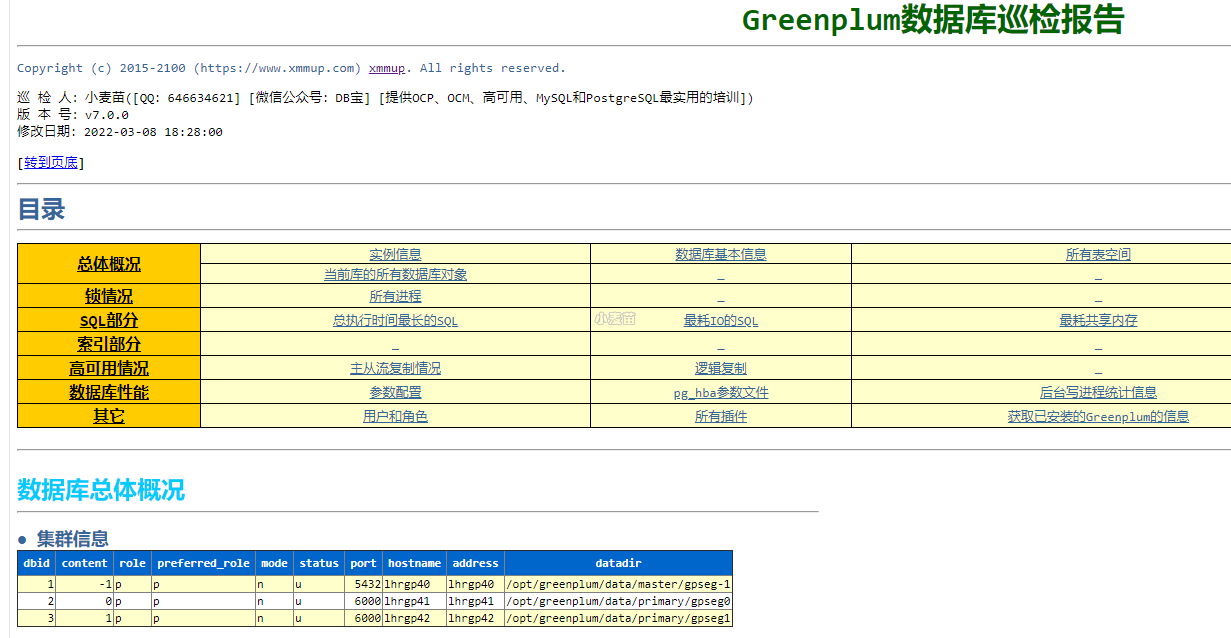 Greenplum数据库巡检报告
Copyright (c) 2015-2100 (https://www.xmmup.com) xmmup. All rights reserved.
巡 检 人: 小麦苗([QQ: 646634621] [微信公众号: DB宝] [提供OCP、OCM、高可用、MySQL和PostgreSQL最实用的培训])
版 本 号: v7.0.0
修改日期: 2022-03-08 18:28:00
[转到页底]
目录
总体概况 实例信息 数据库基本信息 所有表空间
当前库的所有数据库对象 _ _
锁情况 所有进程 _ _
SQL部分 总执行时间最长的SQL 小麦苗 最耗IO的SQL 最耗共享内存
索引部分 _ _ _
高可用情况 主从流复制情况 逻辑复制 _
数据库性能 参数配置 pg_hba参数文件 后台写进程统计信息
其它 用户和角色 所有插件 获取已安装的Greenplum的信息
数据库总体概况
● 集群信息
dbid content role preferred_role mode status port hostname address datadir
1 -1 p p n u 5432 lhrgp40 lhrgp40 /opt/greenplum/data/master/gpseg-1
2 0 p p n u 6000 lhrgp41 lhrgp41 /opt/greenplum/data/primary/gpseg0
3 1 p p n u 6000 lhrgp42 lhrgp42 /opt/greenplum/data/primary/gpseg1